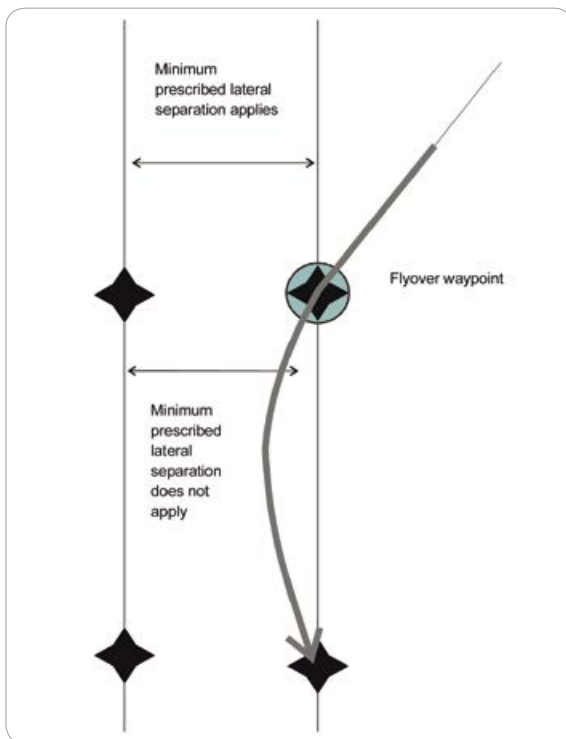 Minimum
prescribed lateral
separation applies
Flyover waypoint
Minimum
prescribed
lateral
separation
does not
apply